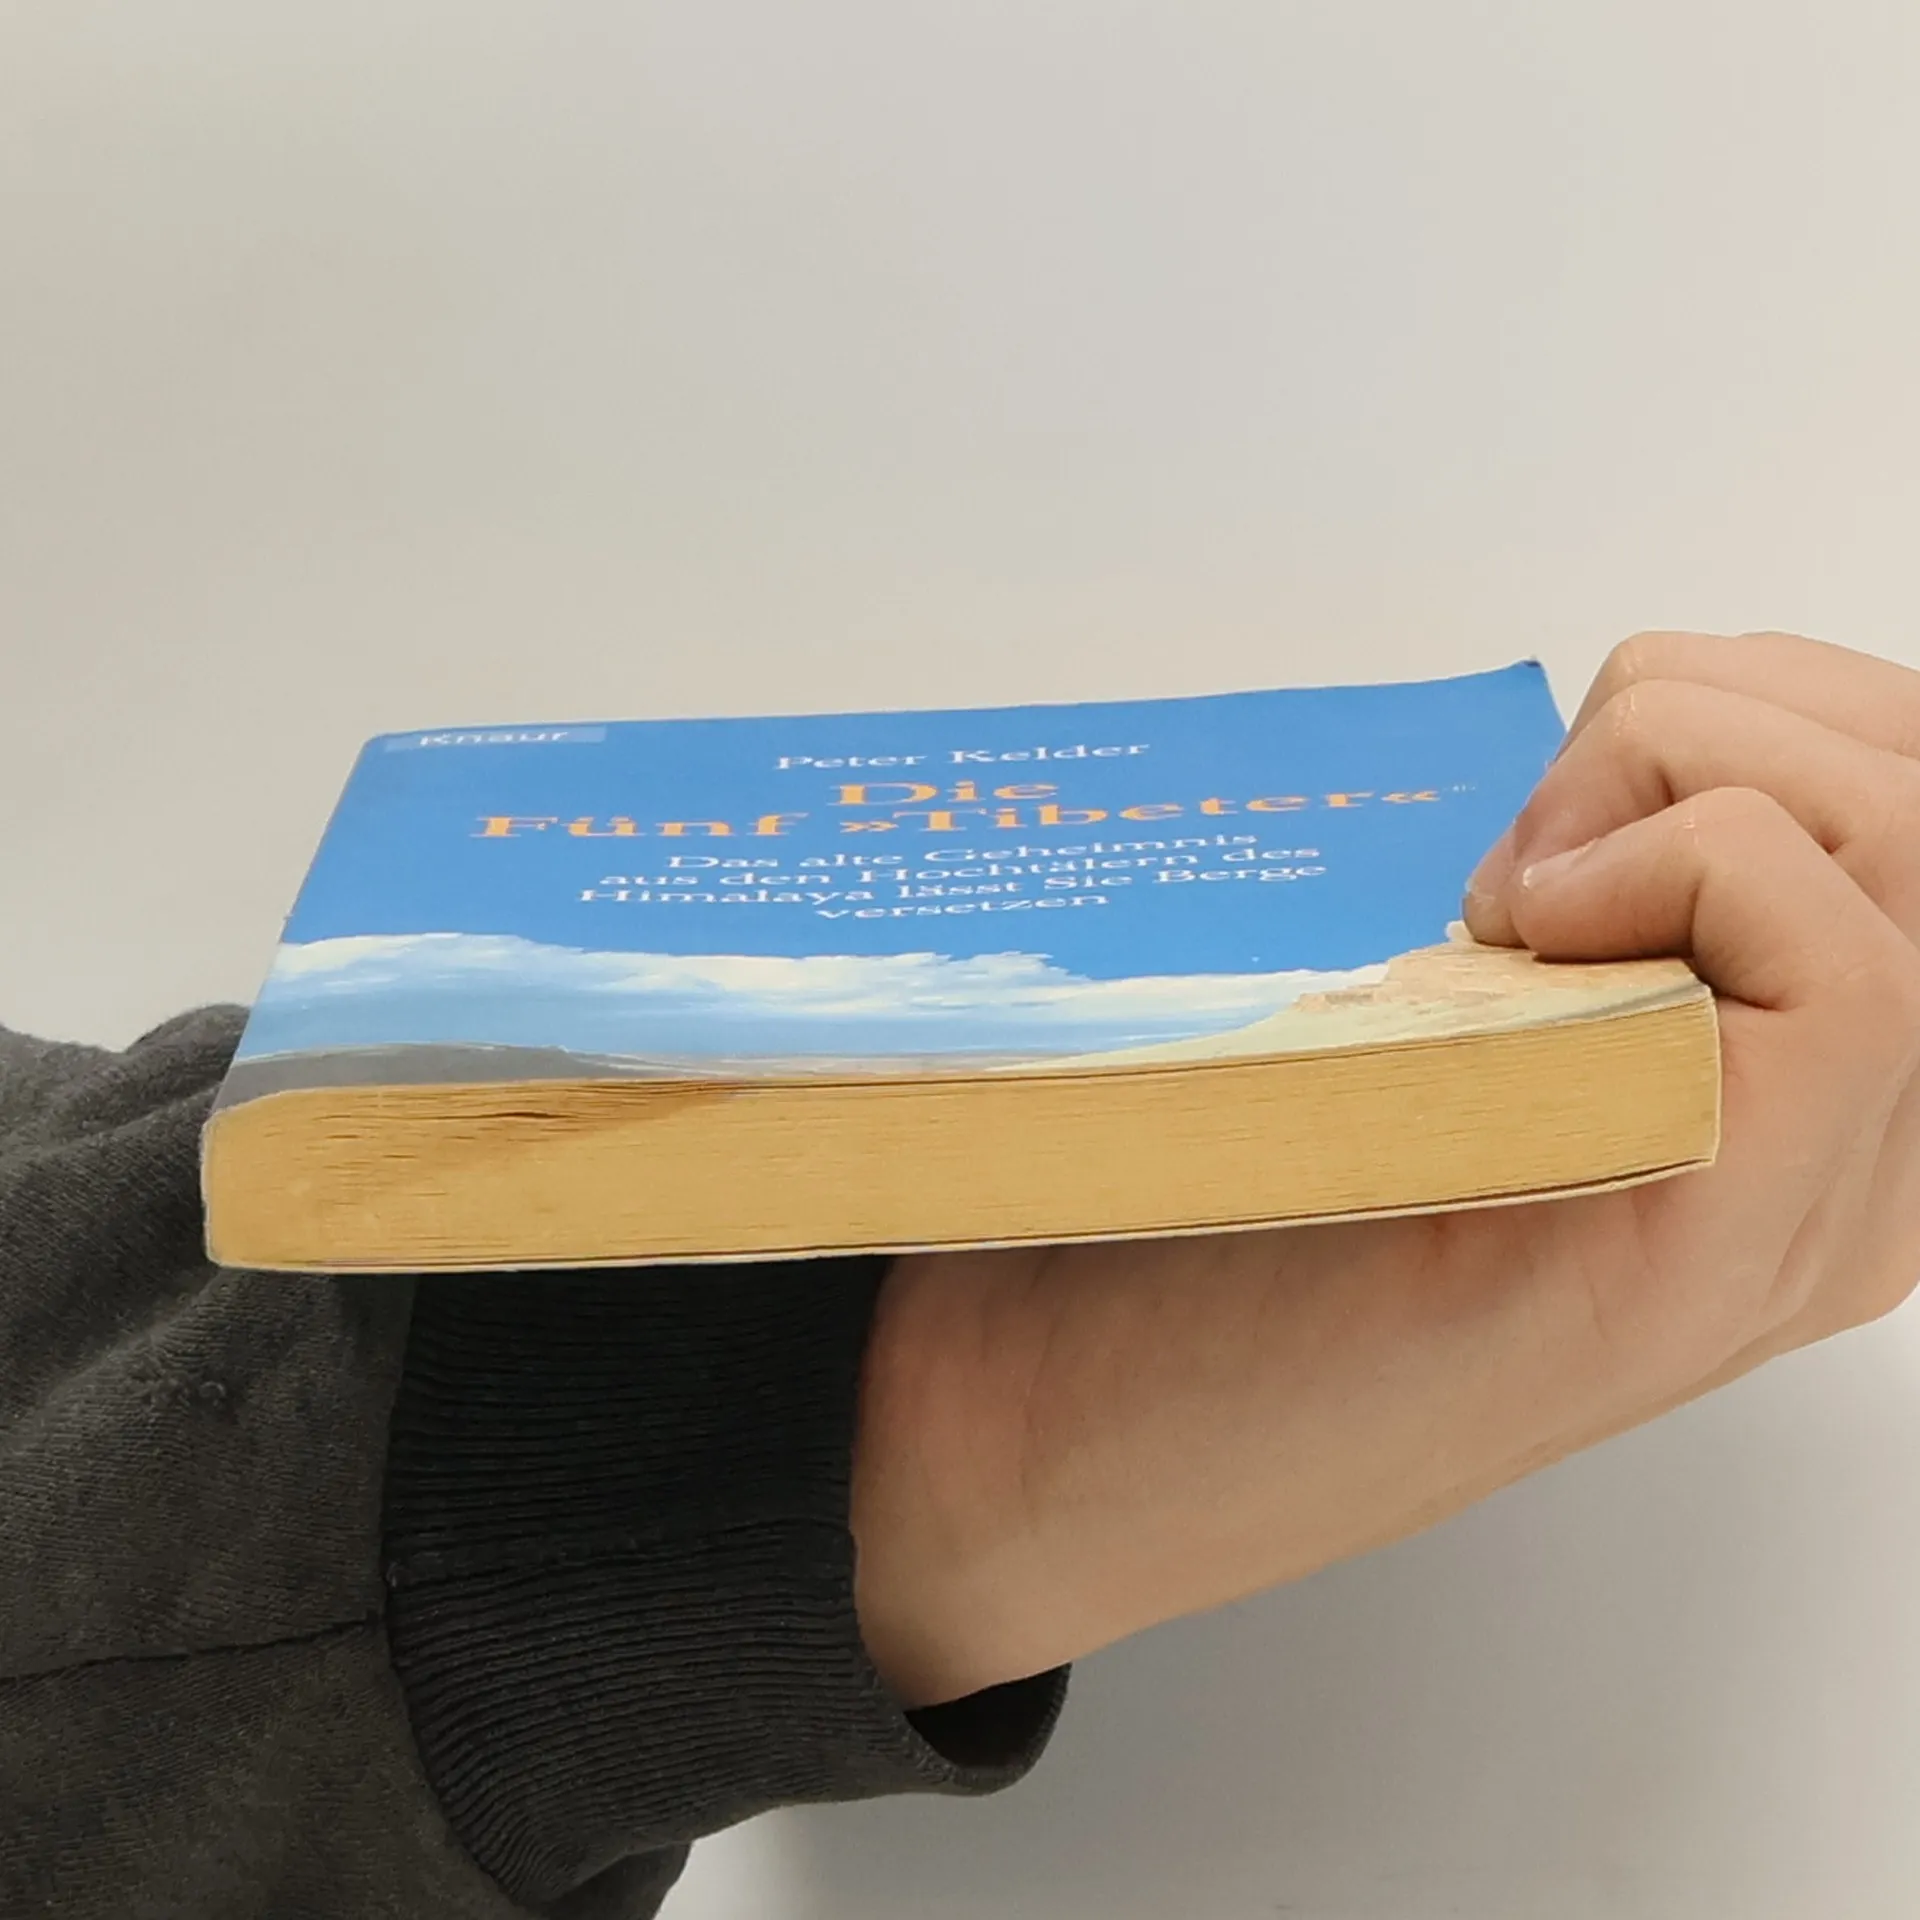 Knaur
Peter Kelder
Die
Fünf »Tibeter«
Das alte Geheimnis
aus den Hochtälern des
Himalaya lässt Sie Berge
versetzen